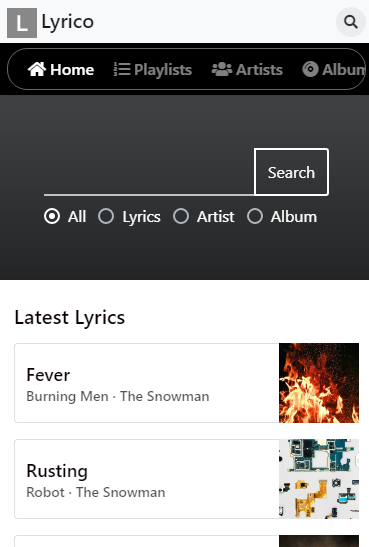 L Lyrico
Home Playlists Artists Album
Search
All Lyrics Artist Album
Latest Lyrics
Fever
Burning Men · The Snowman
Rusting
Robot · The Snowman